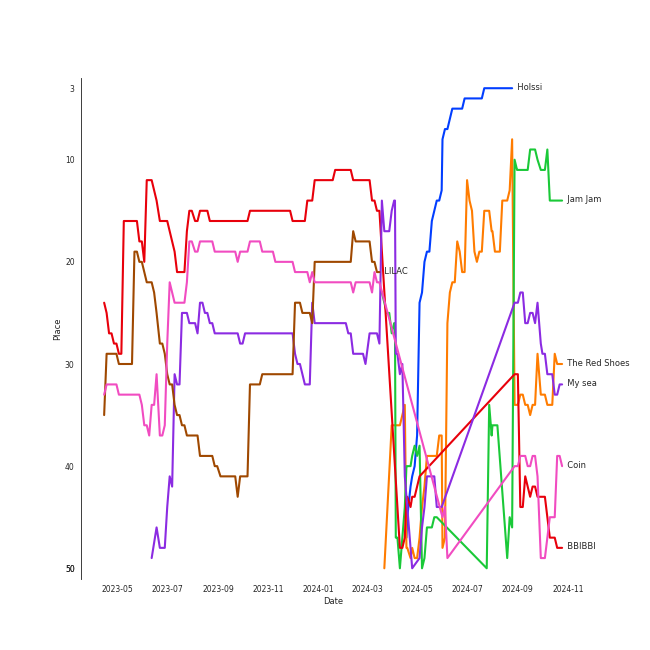 3
Holssi
10
Jam Jam
20
LILAC
Place
30
The Red Shoes
My sea
40
Coin
BBIBBI
50
2023-05 2023-07 2023-09 2023-11 2024-01 2024-03 2024-05 2024-07 2024-09 2024-11
Date